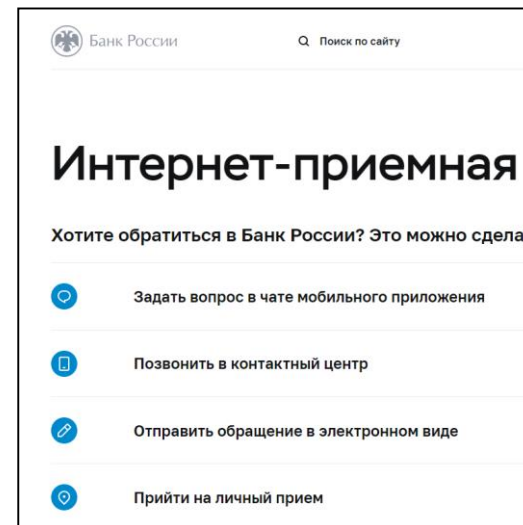 Банк России
Поиск по сайту
Интернет-приемная
Хотите обратиться в Банк России? Это можно
Задать вопрос в чате мобильного приложения
Позвонить в контактный центр
Отправить обращение в электронном виде
Прийти на личный прием